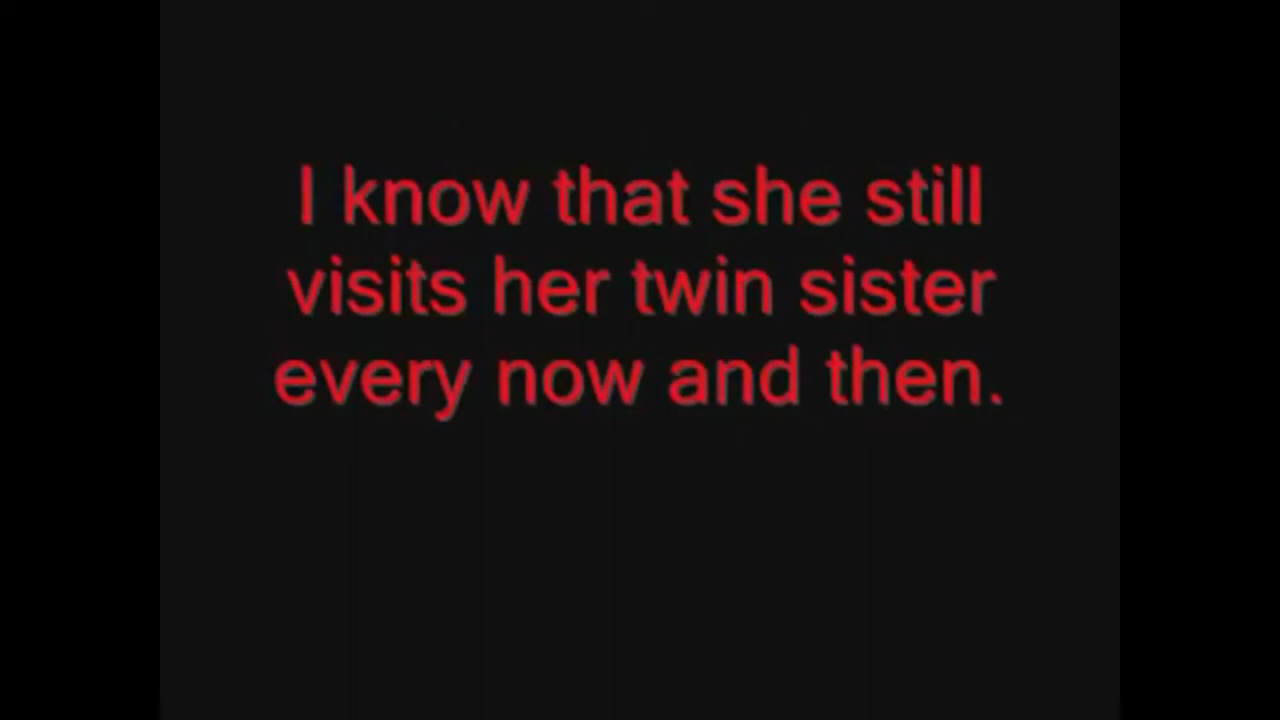 I know that she still
visits her twin sister
every now and then.